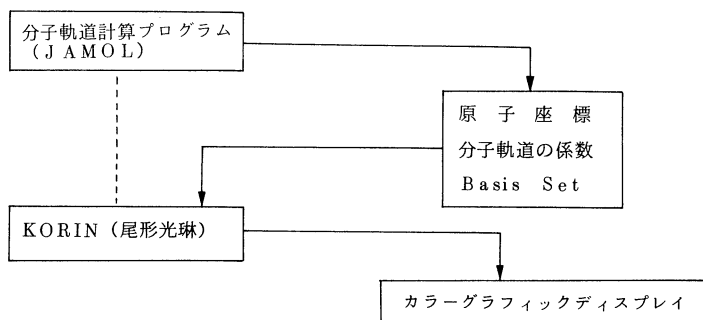 分子軌道計算プログラム
(JAMOL)
原子座標
分子軌道の係数
Basis Set
KORIN(尾形光琳)
カラーグラフィックディスプレイ